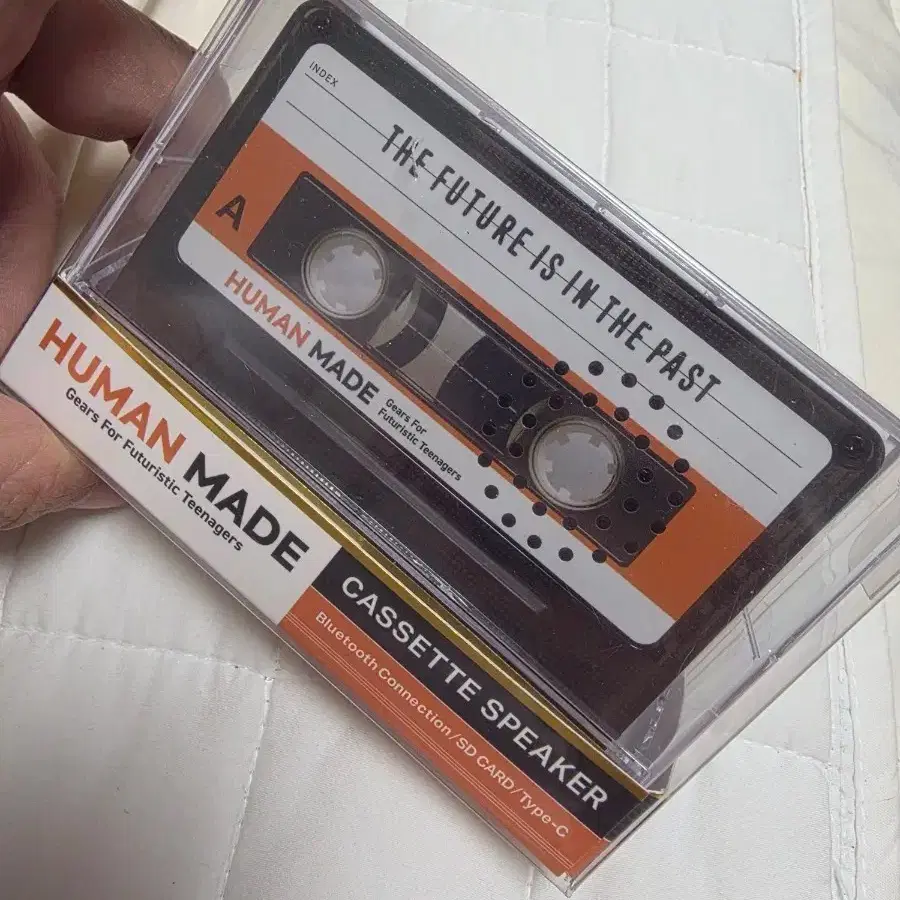 INDEX
THE FUTURE IS IN THE PAST
A
HUMAN MADE
Gears For
Futuristic Teenagers
HUMAN MADE
Gears For Futuristic Teenagers
CASSETTE SPEAKER
Bluetooth Connection/SD CARD/Type-C